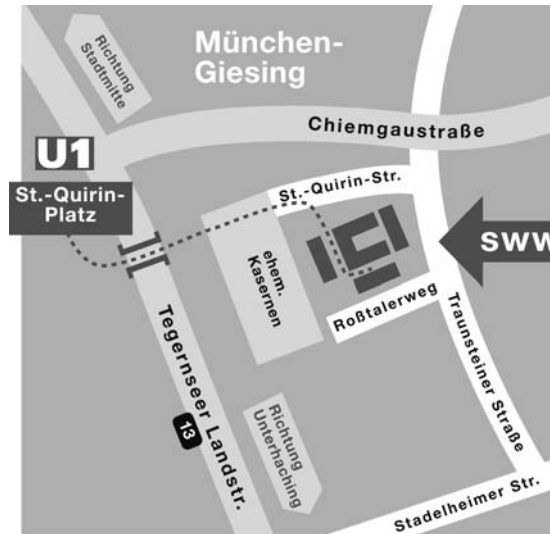 München-
Giesing
Richtung
Stadtmitte
Chiemgaustraße
U1
St.-Quirin-
Platz
St.-Quirin-Str.
SWW
ehem.
Kasernen
Roßtalerweg
Traunsteiner Straße
Tegernseer Landstr.
13
Richtung
Unterhaching
Stadelheimer Str.